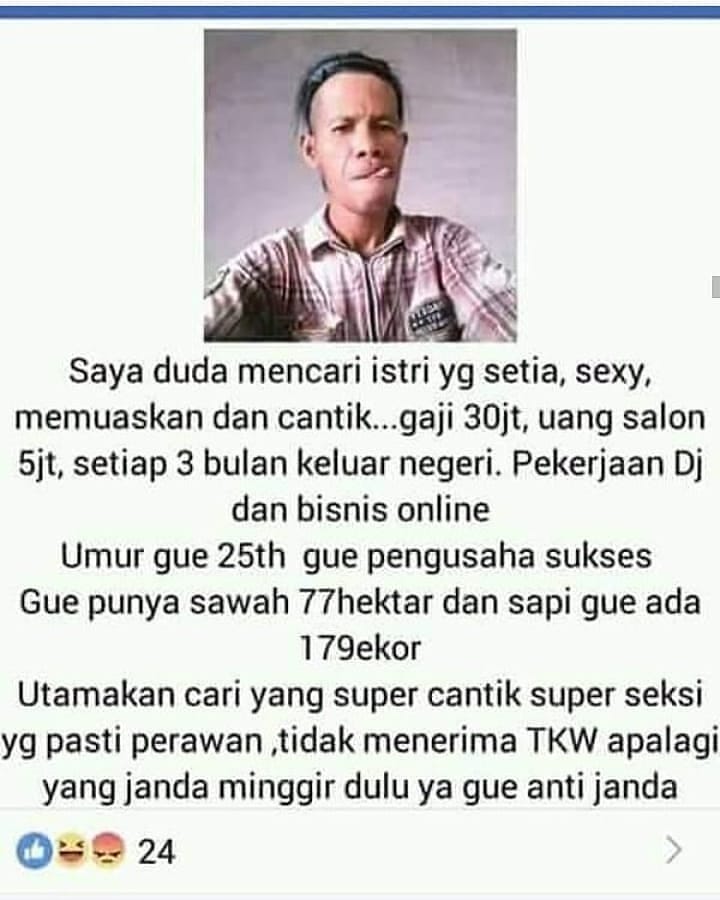 Saya duda mencari istri yg setia, sexy,
memuaskan dan cantik...gaji 30jt, uang salon
5jt, setiap 3 bulan keluar negeri. Pekerjaan Dj
dan bisnis online
Umur gue 25th gue pengusaha sukses
Gue punya sawah 77hektar dan sapi gue ada
179ekor
Utamakan cari yang super cantik super seksi
yg pasti perawan ,tidak menerima TKW apalagi
yang janda minggir dulu ya gue anti janda
24